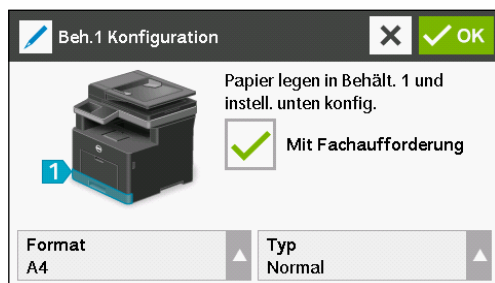 Beh.1 Konfiguration
OK
Papier legen in Behält. 1 und
instell. unten konfig.
Mit Fachaufforderung
1
Format
A4
Typ
Normal